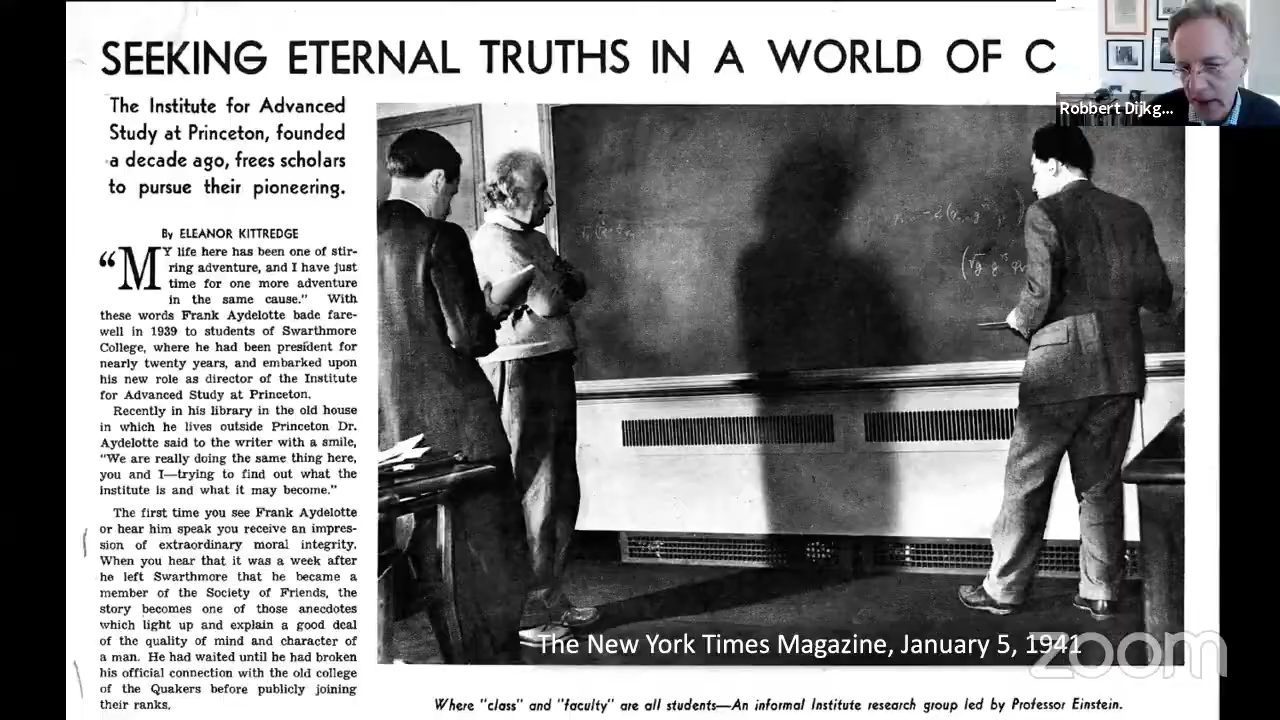 SEEKING ETERNAL TRUTHS IN A WORLD OF C
Robbert Dijkg...
The Institute for Advanced
Study at Princeton, founded
a decade ago, frees scholars
to pursue their pioneering.
By ELEANOR KITTREDGE
“MY life here has been one of stir-
ring adventure, and I have just
time for one more adventure
in the same cause.” With
these words Frank Aydelotte bade fare-
well in 1939 to students of Swarthmore
College, where he had been president for
nearly twenty years, and embarked upon
his new role as director of the Institute
for Advanced Study at Princeton.
Recently in his library in the old house
in which he lives outside Princeton Dr.
Aydelotte said to the writer with a smile,
“We are really doing the same thing here,
you and I—trying to find out what the
institute is and what it may become.”
The first time you see Frank Aydelotte
or hear him speak you receive an impres-
sion of extraordinary moral integrity.
When you hear that it was a week after
he left Swarthmore that he became a
member of the Society of Friends, the
story becomes one of those anecdotes
which light up and explain a good deal
of the quality of mind and character of
a man. He had waited until he had broken
his official connection with the old college
of the Quakers before publicly joining
their ranks.
The New York Times Magazine, January 5, 1941
zoom
Where "class" and "faculty" are all students—An informal Institute research group led by Professor Einstein.